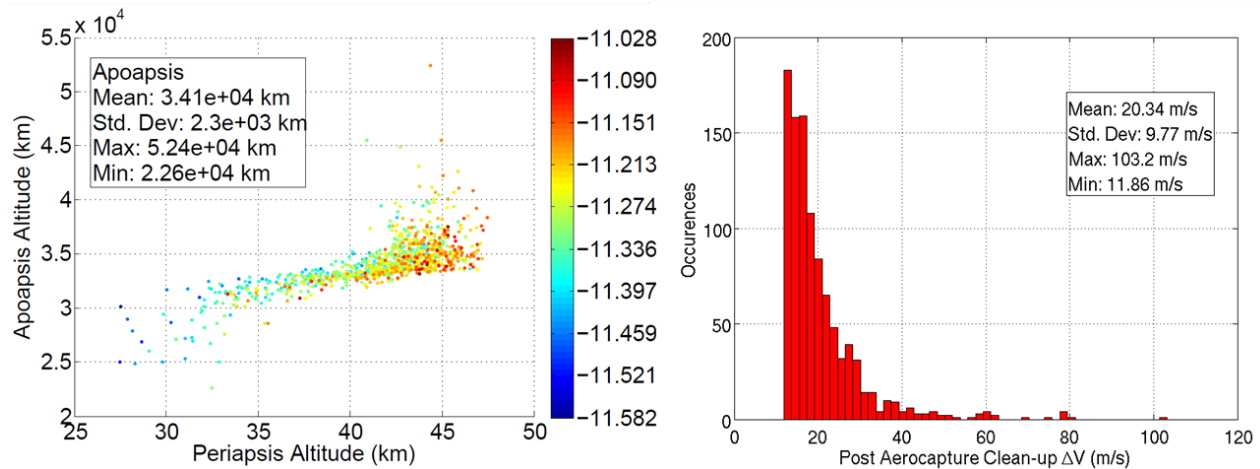 x 10^4
5.5
5
4.5
4
3.5
3
2.5
2
Apoapsis Altitude (km)
Apoapsis
Mean: 3.41e+04 km
Std. Dev: 2.3e+03 km
Max: 5.24e+04 km
Min: 2.26e+04 km
25 30 35 40 45 50
Periapsis Altitude (km)
−11.028
−11.090
−11.151
−11.213
−11.274
−11.336
−11.397
−11.459
−11.521
−11.582
200
150
100
50
0
Occurences
Mean: 20.34 m/s
Std. Dev: 9.77 m/s
Max: 103.2 m/s
Min: 11.86 m/s
0 20 40 60 80 100 120
Post Aerocapture Clean-up ΔV (m/s)